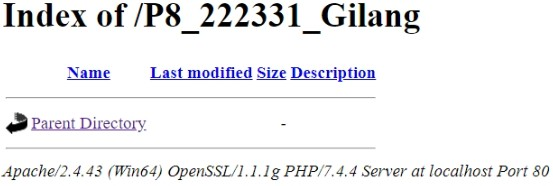 Index of /P8_222331_Gilang
Name Last modified Size Description
Parent Directory -
Apache/2.4.43 (Win64) OpenSSL/1.1.1g PHP/7.4.4 Server at localhost Port 80